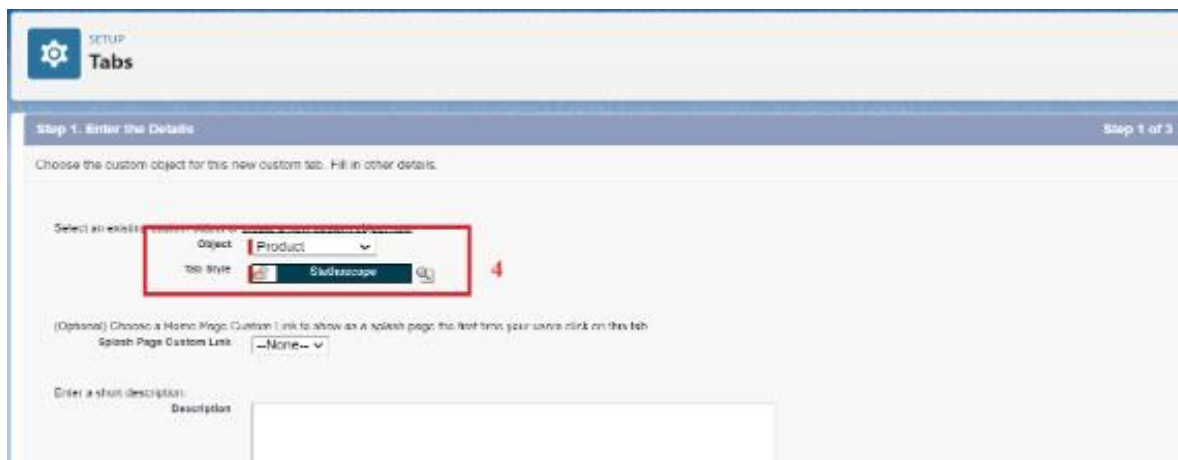 SETUP
Tabs
Step 1. Enter the Details
Step 1 of 3
Choose the custom object for this new custom tab. Fill in other details.
Select an existing
Object Product
Tab Style Stethoscope
4
(Optional) Choose a Home Page Custom Link to show as a splash page the first time your users click on this tab
Splash Page Custom Link --None--
Enter a short description.
Description